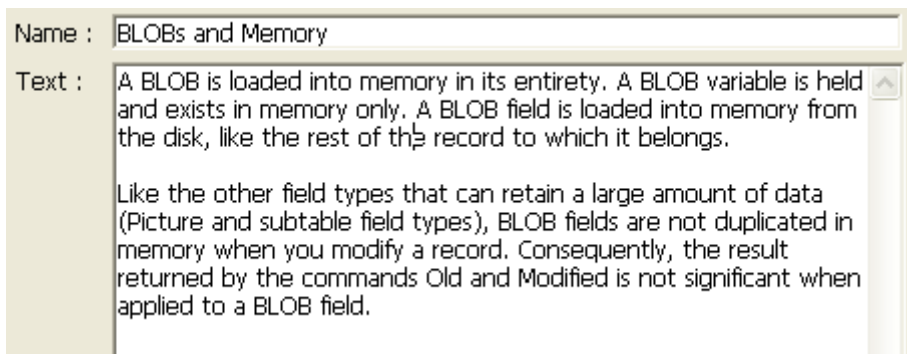 Name : BLOBs and Memory
Text : A BLOB is loaded into memory in its entirety. A BLOB variable is held
and exists in memory only. A BLOB field is loaded into memory from
the disk, like the rest of the record to which it belongs.
Like the other field types that can retain a large amount of data
(Picture and subtable field types), BLOB fields are not duplicated in
memory when you modify a record. Consequently, the result
returned by the commands Old and Modified is not significant when
applied to a BLOB field.